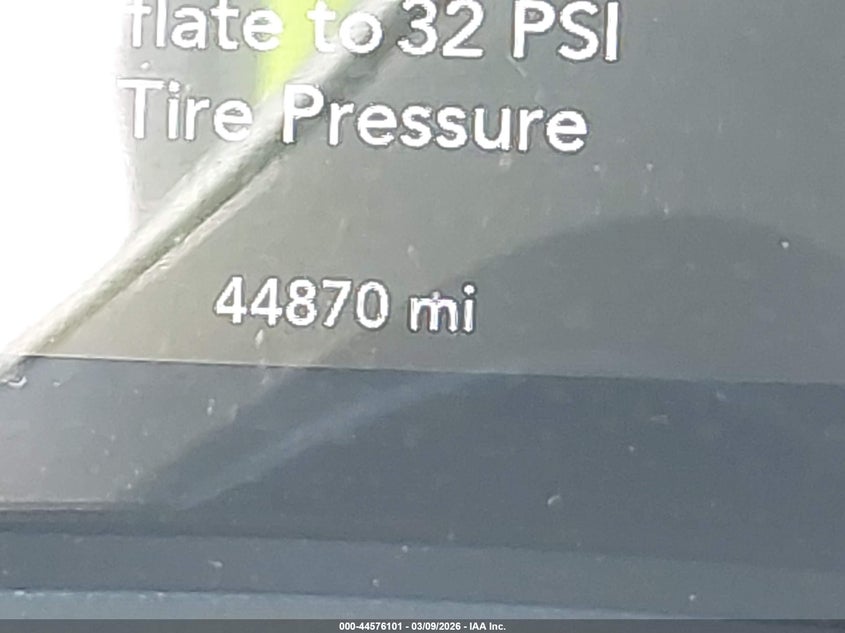 flate to 32 PSI
Tire Pressure
44870 mi
000-44576101 - 03/09/2026 - IAA Inc.